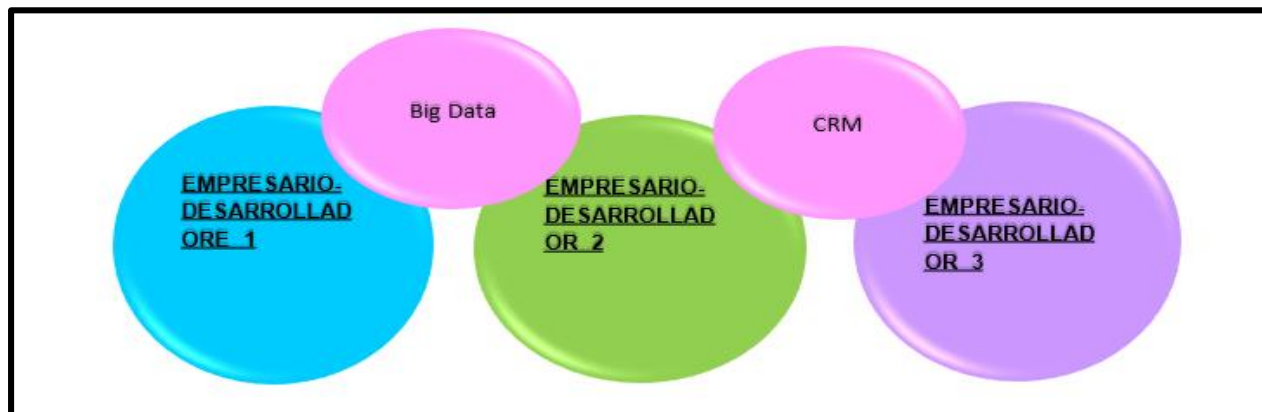 Big Data
CRM
EMPRESARIO-
DESARROLLAD
ORE 1
EMPRESARIO-
DESARROLLAD
OR 2
EMPRESARIO-
DESARROLLAD
OR 3